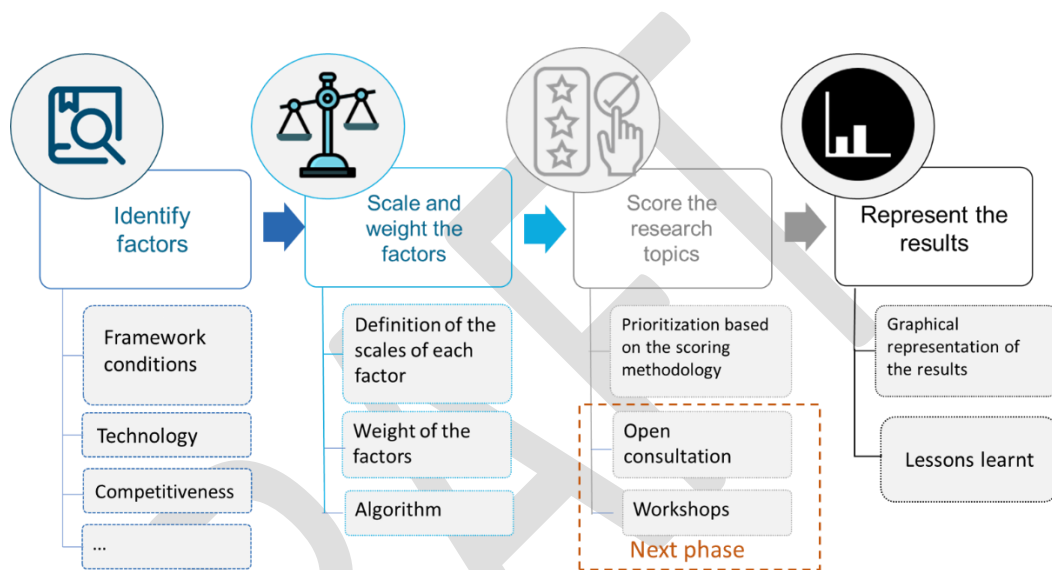 Identify
factors
Scale and
weight the
factors
Score the
research
topics
Represent the
results
Framework
conditions
Technology
Competitiveness
...
Definition of the
scales of each
factor
Weight of the
factors
Algorithm
Prioritization based
on the scoring
methodology
Open
consultation
Workshops
Next phase
Graphical
representation of
the results
Lessons learnt